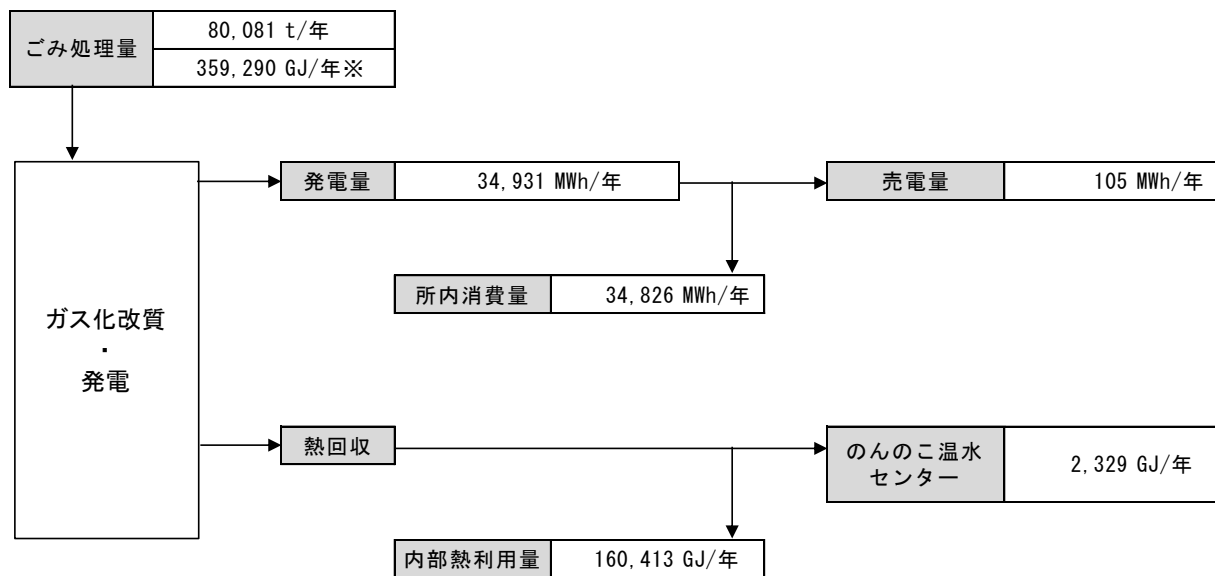 ごみ処理量
80,081 t/年
359,290 GJ/年※
発電量
34,931 MWh/年
売電量
105 MWh/年
所内消費量
34,826 MWh/年
ガス化改質
・
発電
熱回収
のんのこ温水
センター
2,329 GJ/年
内部熱利用量
160,413 GJ/年